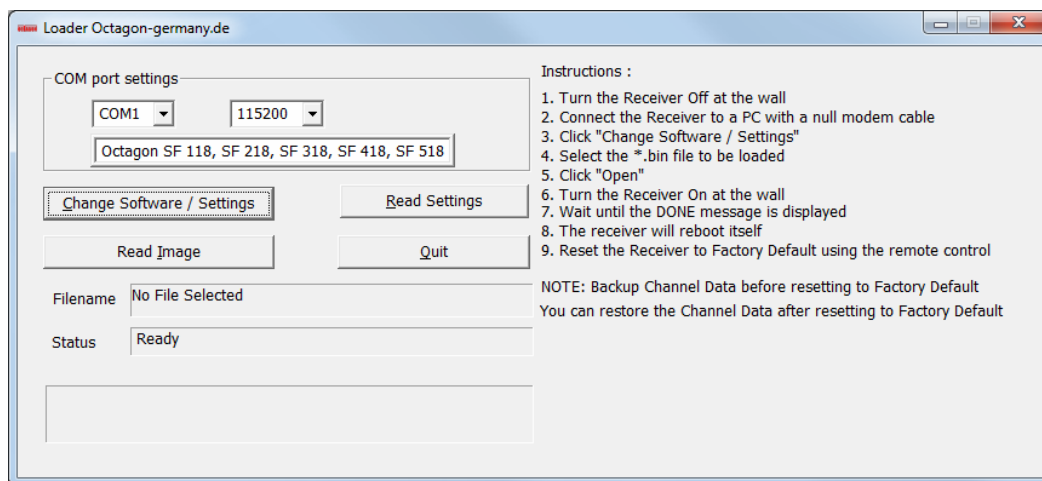 Loader Octagon-germany.de
COM port settings
COM1 115200
Octagon SF 118, SF 218, SF 318, SF 418, SF 518
Change Software / Settings Read Settings
Read Image Quit
Filename No File Selected
Status Ready
Instructions :
1. Turn the Receiver Off at the wall
2. Connect the Receiver to a PC with a null modem cable
3. Click "Change Software / Settings"
4. Select the *.bin file to be loaded
5. Click "Open"
6. Turn the Receiver On at the wall
7. Wait until the DONE message is displayed
8. The receiver will reboot itself
9. Reset the Receiver to Factory Default using the remote control
NOTE: Backup Channel Data before resetting to Factory Default
You can restore the Channel Data after resetting to Factory Default